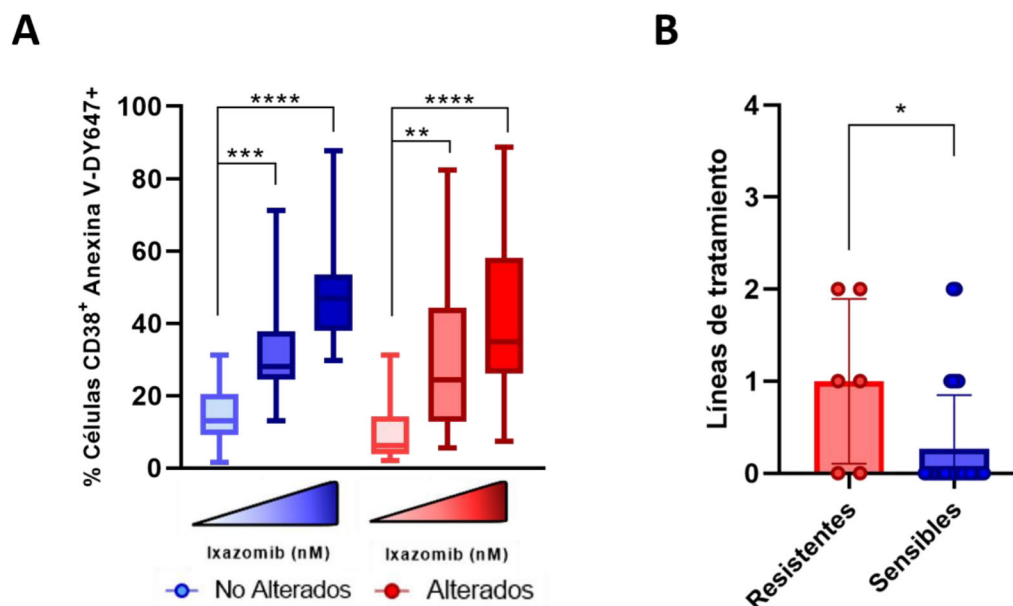 A
% Células CD38⁺ Anexina V-DY647+
100
80
60
40
20
0
****
***
****
**
Ixazomib (nM)
Ixazomib (nM)
No Alterados
Alterados
B
Líneas de tratamiento
4
3
2
1
0
*
Resistentes
Sensibles